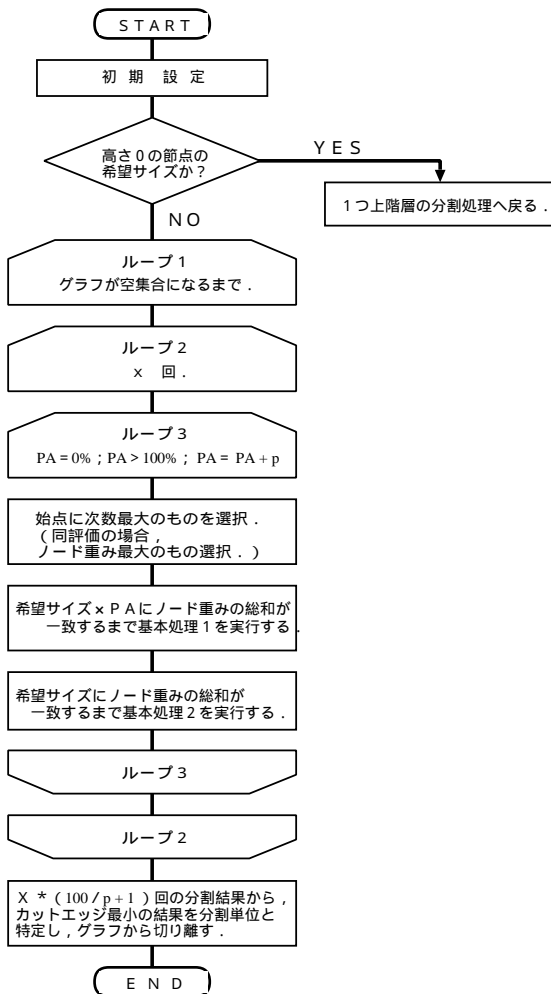 START
初 期 設 定
高さ0の節点の
希望サイズか？
YES
1つ上階層の分割処理へ戻る．
NO
ループ1
グラフが空集合になるまで．
ループ2
x 回．
ループ3
PA = 0% ; PA > 100% ; PA = PA + p
始点に次数最大のものを選択．
（同評価の場合，
ノード重み最大のもの選択．）
希望サイズ×PAにノード重みの総和が
一致するまで基本処理1を実行する．
希望サイズにノード重みの総和が
一致するまで基本処理2を実行する．
ループ3
ループ2
X *（100 / p + 1）回の分割結果から，
カットエッジ最小の結果を分割単位と
特定し，グラフから切り離す．
END